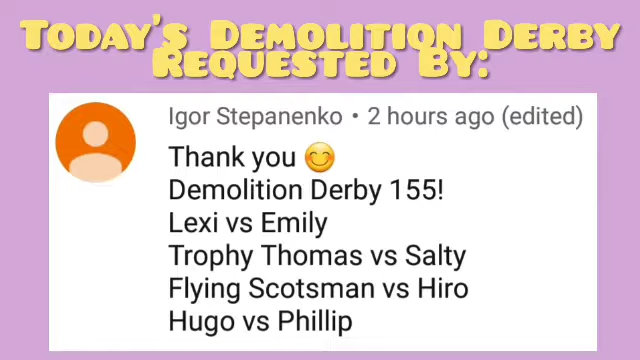 Today's Demolition Derby
Requested By:
Igor Stepanenko • 2 hours ago (edited)
Thank you 😊
Demolition Derby 155!
Lexi vs Emily
Trophy Thomas vs Salty
Flying Scotsman vs Hiro
Hugo vs Phillip